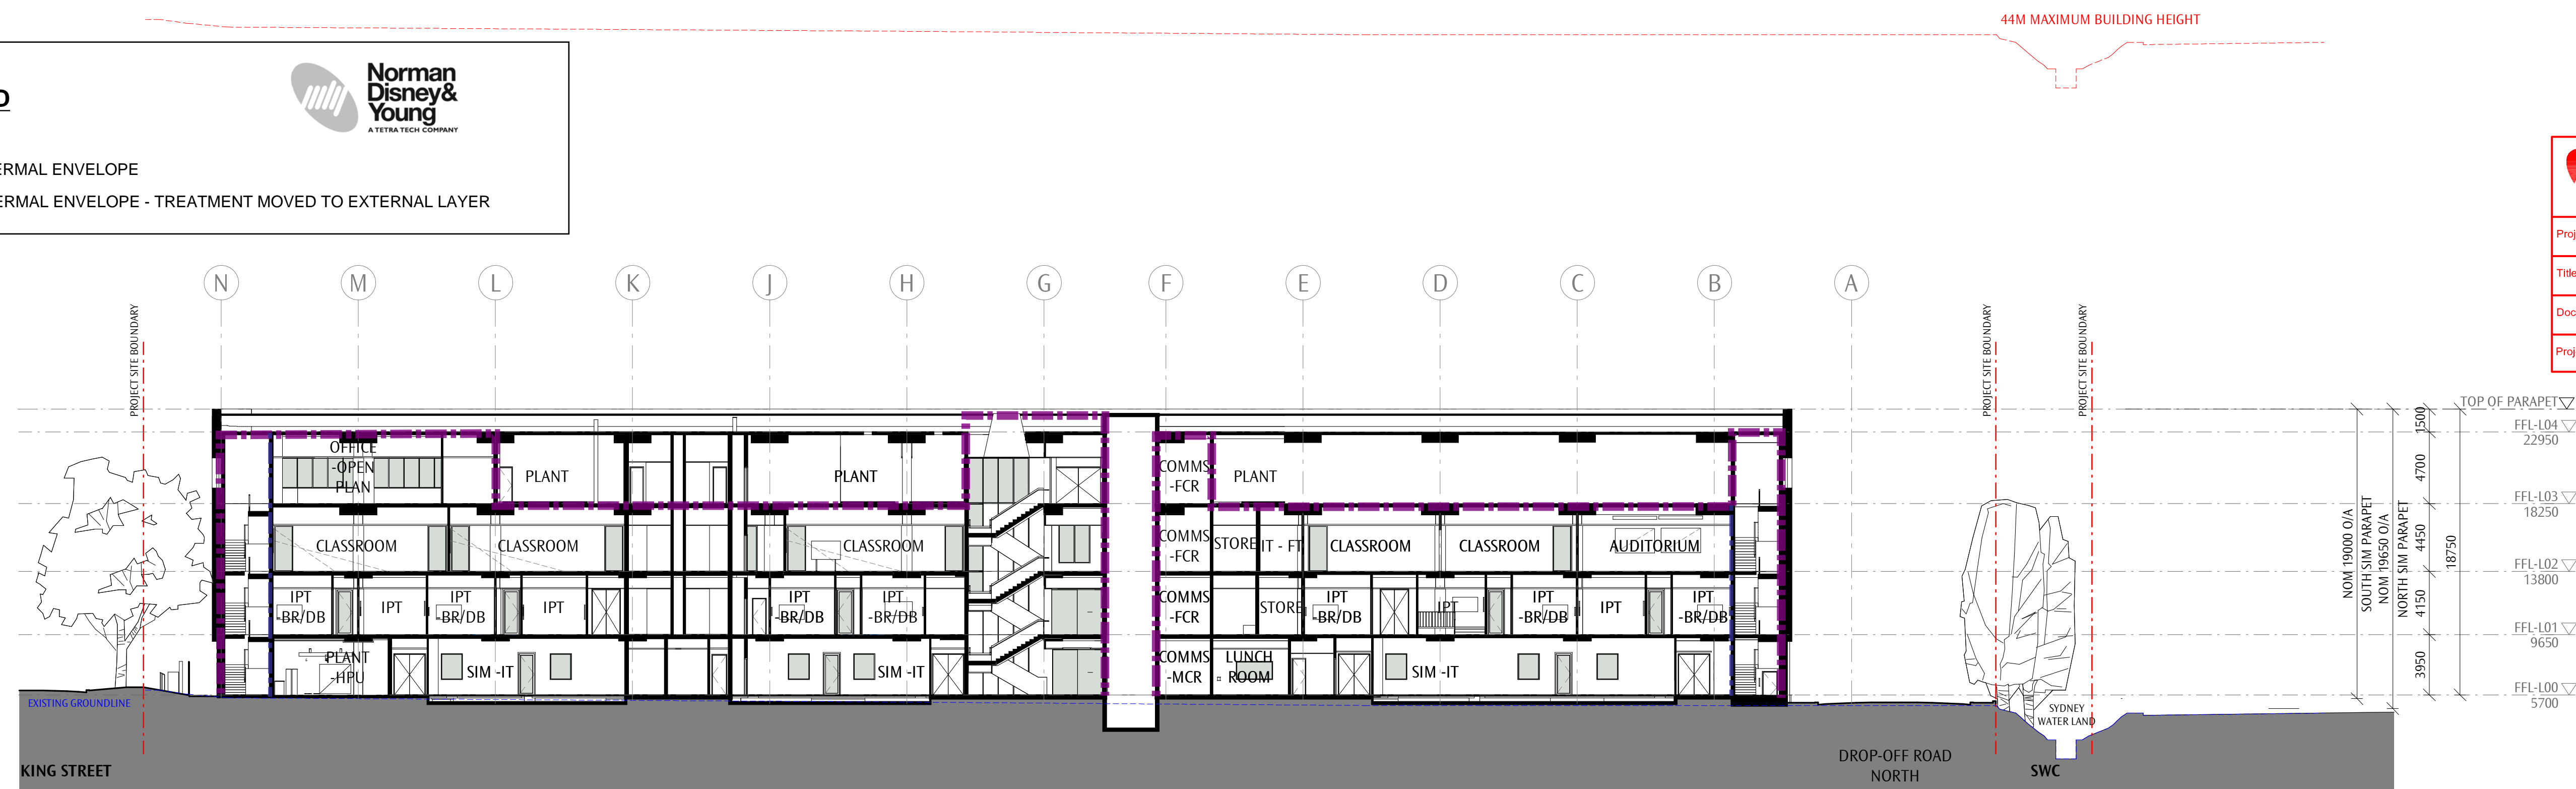 44M MAXIMUM BUILDING HEIGHT
Norman
Disney&
Young
A TETRA TECH COMPANY
ERMAL ENVELOPE
ERMAL ENVELOPE - TREATMENT MOVED TO EXTERNAL LAYER
Proj
Title
Doc
Proj
N
M
L
K
J
H
G
F
E
D
C
B
A
PROJECT SITE BOUNDARY
PROJECT SITE BOUNDARY
PROJECT SITE BOUNDARY
TOP OF PARAPET
1500
FFL-L04
22950
4700
FFL-L03
18250
4450
FFL-L02
13800
4150
FFL-L01
9650
3950
FFL-L00
5700
18750
NOM 19000 O/A
SOUTH SIM PARAPET
NOM 19650 O/A
NORTH SIM PARAPET
OFFICE
-OPEN
PLAN
PLANT
PLANT
COMMS
-FCR
PLANT
CLASSROOM
CLASSROOM
CLASSROOM
COMMS
-FCR
STORE
IT - FT
CLASSROOM
CLASSROOM
AUDITORIUM
IPT
-BR/DB
IPT
IPT
-BR/DB
IPT
IPT
-BR/DB
IPT
-BR/DB
COMMS
-FCR
STORE
IPT
-BR/DB
IPT
IPT
-BR/DB
IPT
IPT
-BR/DB
PLANT
-HPU
SIM -IT
SIM -IT
COMMS
-MCR
LUNCH
ROOM
SIM -IT
EXISTING GROUNDLINE
SYDNEY
WATER LAND
KING STREET
DROP-OFF ROAD
NORTH
SWC